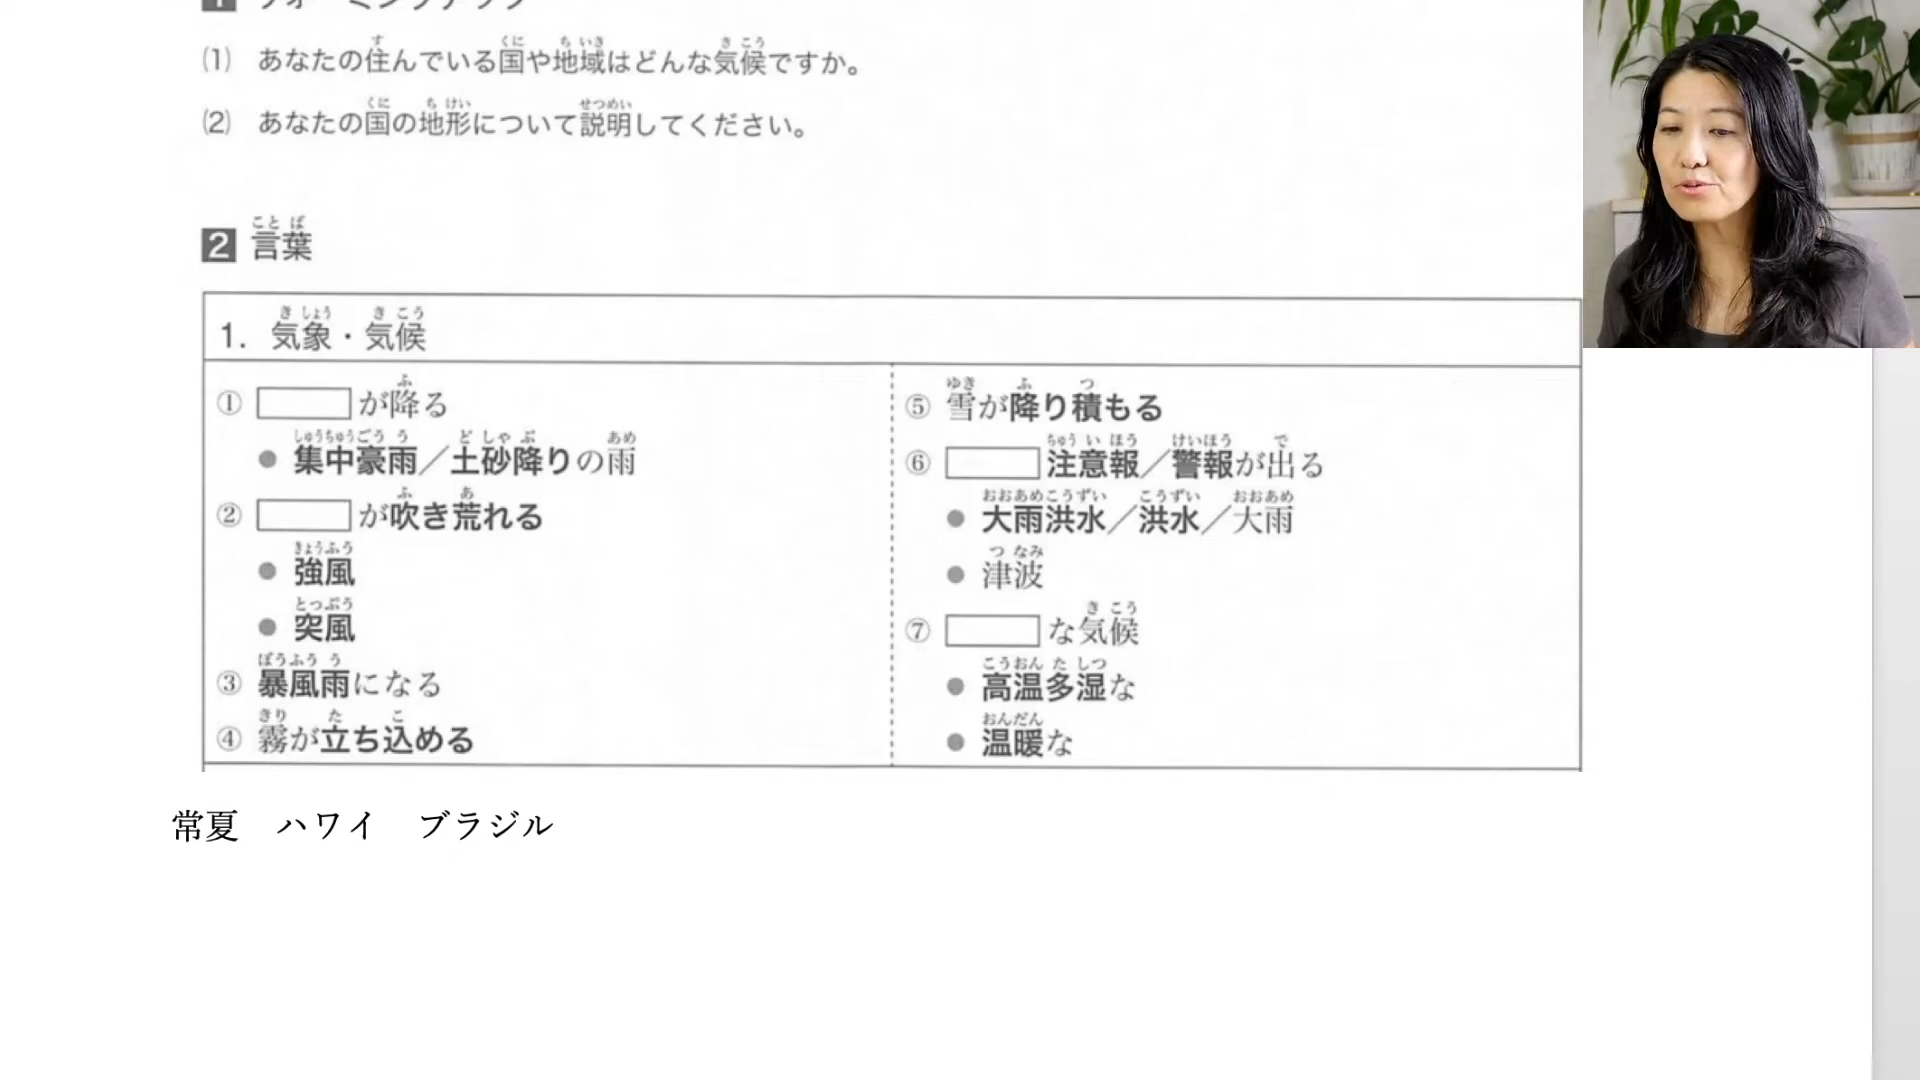 (1) あなたの住んでいる国や地域はどんな気候ですか。
(2) あなたの国の地形について説明してください。
2 言葉
1. 気象・気候
① が降る
● 集中豪雨／土砂降りの雨
② が吹き荒れる
● 強風
● 突風
③ 暴風雨になる
④ 霧が立ち込める
⑤ 雪が降り積もる
⑥ 注意報／警報が出る
● 大雨洪水／洪水／大雨
● 津波
⑦ な気候
● 高温多湿な
● 温暖な
常夏　ハワイ　ブラジル